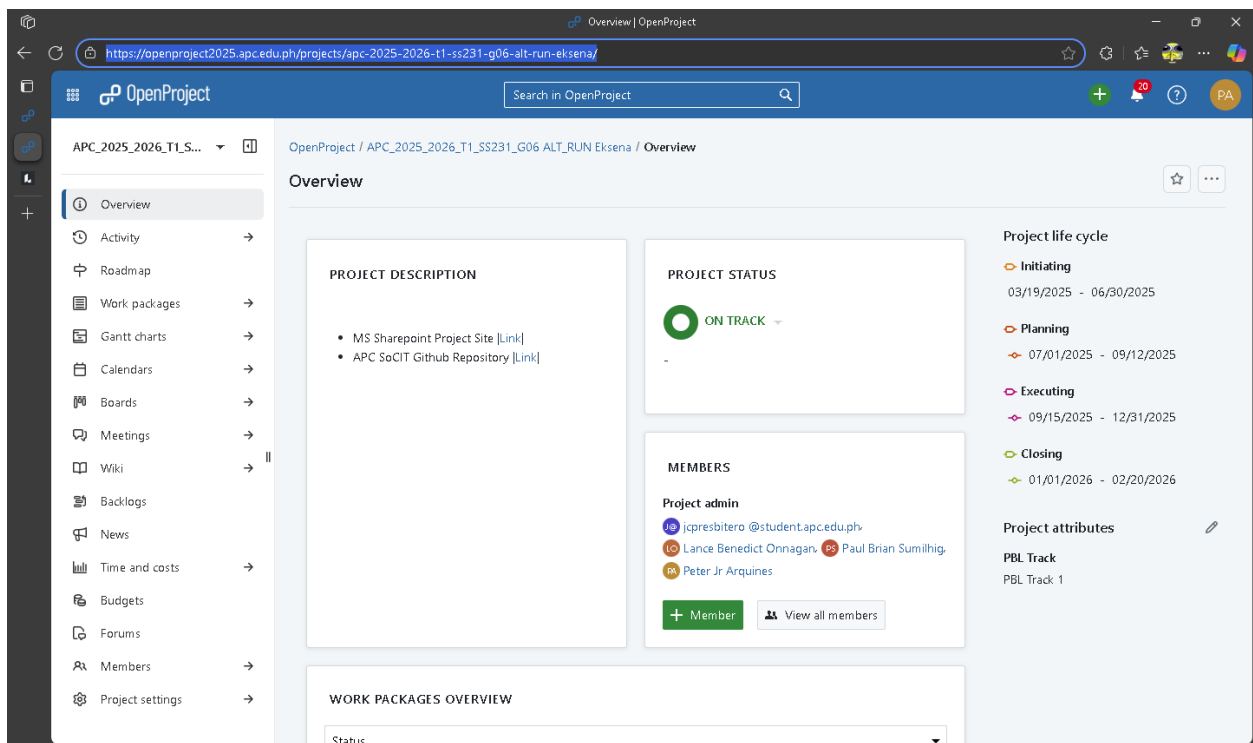 Overview | OpenProject
https://openproject2025.apc.edu.ph/projects/apc-2025-2026-t1-ss231-g06-alt-run-eksena/
OpenProject
Search in OpenProject
20
PA
APC_2025_2026_T1_S...
Overview
Activity
Roadmap
Work packages
Gantt charts
Calendars
Boards
Meetings
Wiki
Backlogs
News
Time and costs
Budgets
Forums
Members
Project settings
OpenProject / APC_2025_2026_T1_SS231_G06 ALT_RUN Eksena / Overview
Overview
PROJECT DESCRIPTION
• MS Sharepoint Project Site |Link|
• APC SoCIT Github Repository |Link|
PROJECT STATUS
ON TRACK
-
MEMBERS
Project admin
J@ jcpresbitero @student.apc.edu.ph,
LO Lance Benedict Onnagan, PS Paul Brian Sumilhig,
PA Peter Jr Arquines
+ Member
View all members
WORK PACKAGES OVERVIEW
Status
Project life cycle
Initiating
03/19/2025 - 06/30/2025
Planning
07/01/2025 - 09/12/2025
Executing
09/15/2025 - 12/31/2025
Closing
01/01/2026 - 02/20/2026
Project attributes
PBL Track
PBL Track 1